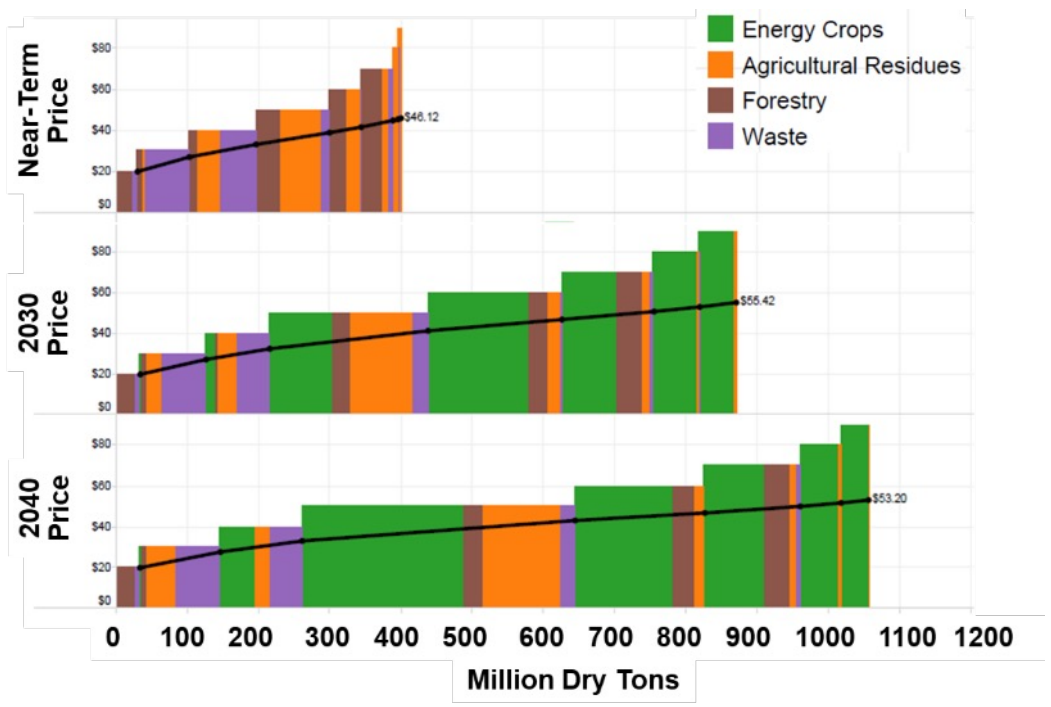 Energy Crops
Agricultural Residues
Forestry
Waste
Near-Term
Price
$80
$60
$40
$20
$0
$46.12
2030
Price
$80
$60
$40
$20
$0
$55.42
2040
Price
$80
$60
$40
$20
$0
$53.20
0 100 200 300 400 500 600 700 800 900 1000 1100 1200
Million Dry Tons